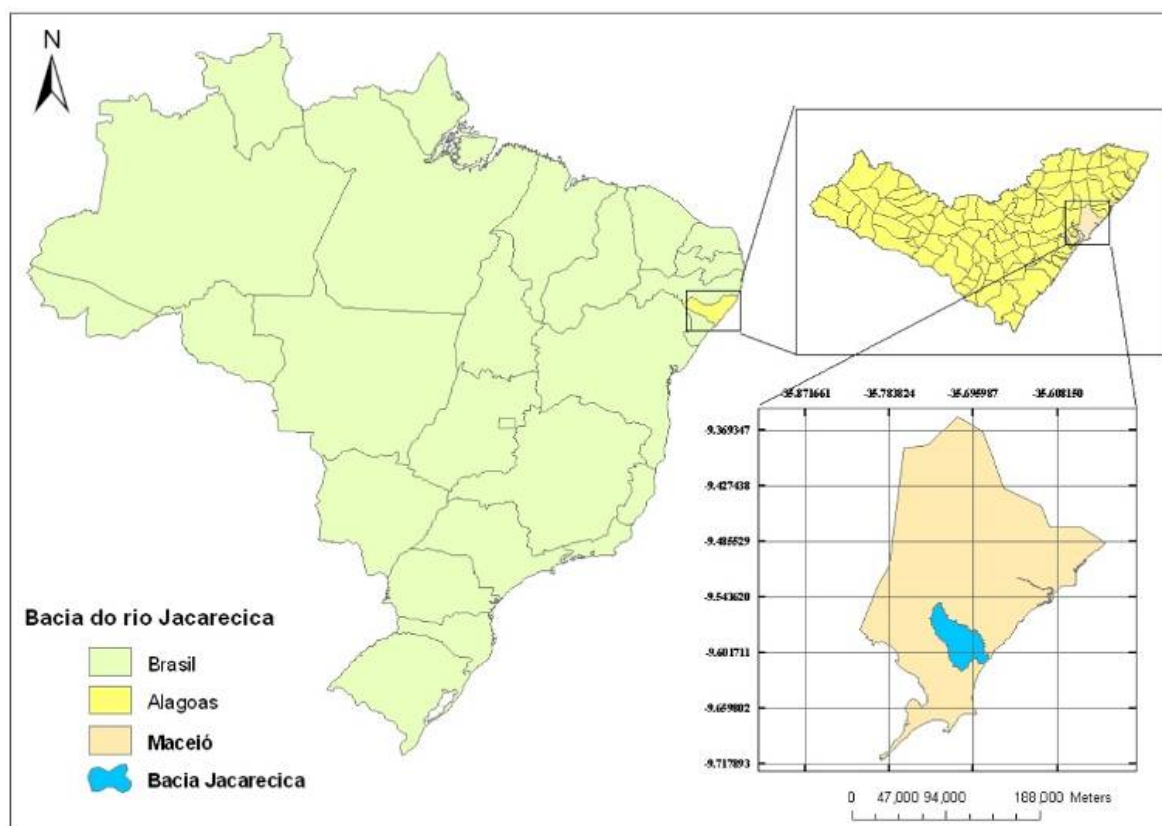 N
-35.871661 -35.783824 -35.695987 -35.608150
-9.369347
-9.427438
-9.485529
-9.543620
-9.601711
-9.659802
-9.717893
Bacia do rio Jacarecica
Brasil
Alagoas
Maceió
Bacia Jacarecica
0 47,000 94,000 188,000 Meters